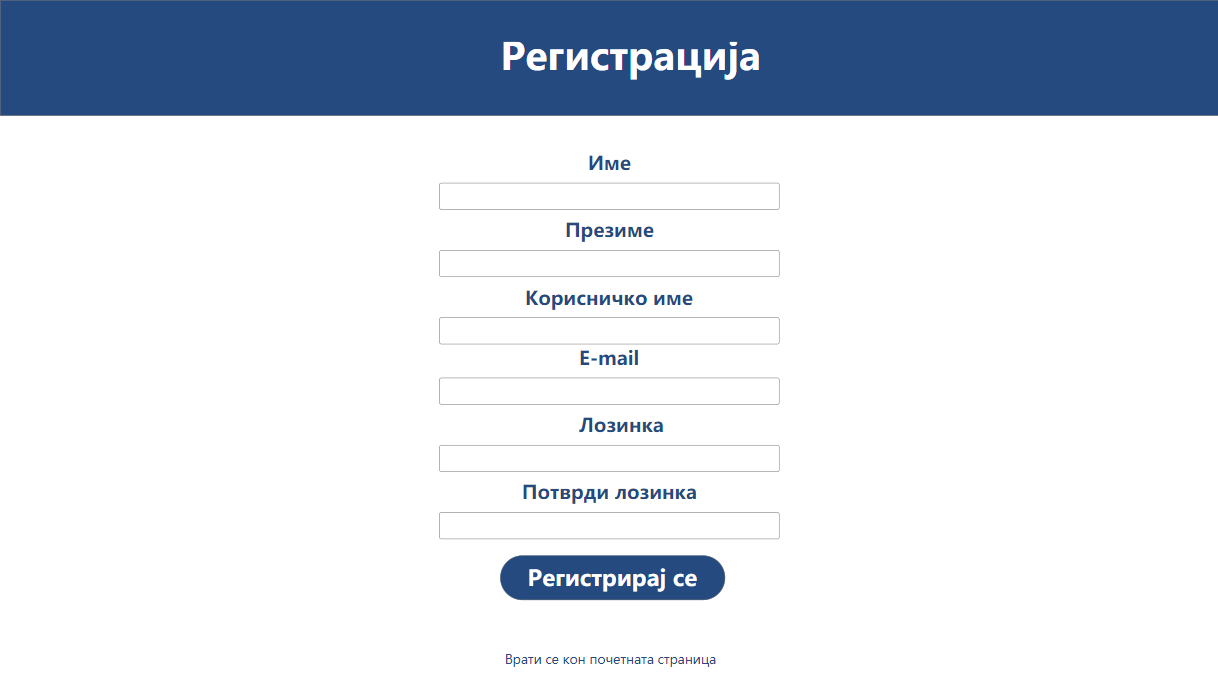 Регистрација
Име
Презиме
Корисничко име
E-mail
Лозинка
Потврди лозинка
Регистрирај се
Врати се кон почетната страница